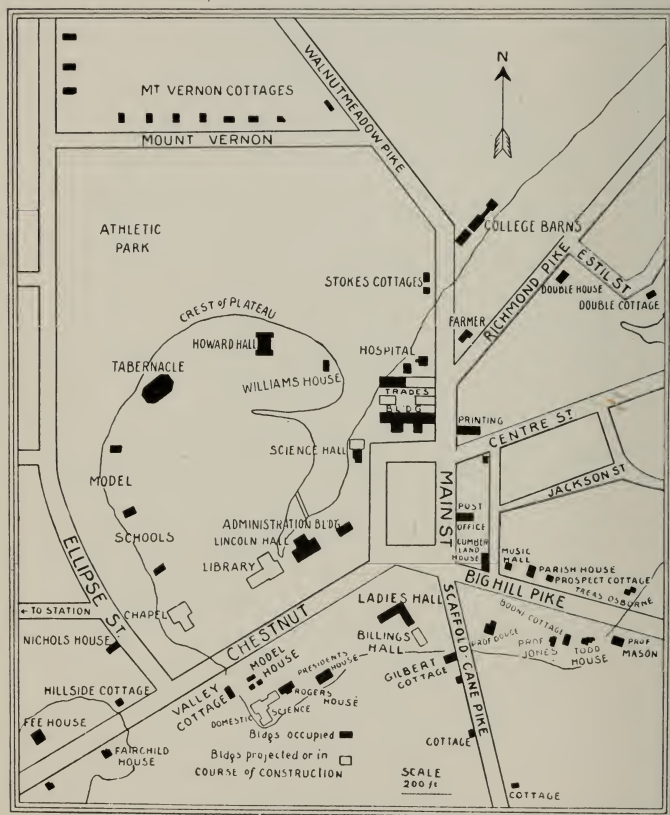 WALNUTMEADOW PIKE
N
MT VERNON COTTAGES
MOUNT VERNON
ATHLETIC
PARK
COLLEGE BARNS
ESTIL ST
RICHMOND PIKE
DOUBLE HOUSE
DOUBLE COTTAGE
STOKES COTTAGES
CREST OF PLATEAU
FARMER
HOWARD HALL
HOSPITAL
TABERNACLE
WILLIAMS HOUSE
TRADES
BLDG
PRINTING
CENTRE ST.
SCIENCE HALL
MODEL
SCHOOLS
JACKSON ST
MAIN ST
POST
OFFICE
ADMINISTRATION BLDG
LINCOLN HALL
CUMBER
LAND
HOUSE
MUSIC
HALL
LIBRARY
PARISH HOUSE
PROSPECT COTTAGE
TREAS OSBORNE
BIG HILL PIKE
ELLIPSE ST.
←TO STATION
CHAPEL
CHESTNUT
LADIES HALL
SCAFFOLD-CANE PIKE
BOONE COTTAGE
BILLINGS
HALL
PROF DODGE
PROF
JONES
TODD
HOUSE
PROF
MASON
NICHOLS HOUSE
MODEL
HOUSE
PRESIDENTS
HOUSE
GILBERT
COTTAGE
HILLSIDE COTTAGE
VALLEY
COTTAGE
ROGERS
HOUSE
DOMESTIC SCIENCE
FEE HOUSE
Bldgs occupied
COTTAGE
FAIRCHILD
HOUSE
Bldgs projected or in
COURSE of CONSTRUCTION
SCALE
200 ft
COTTAGE